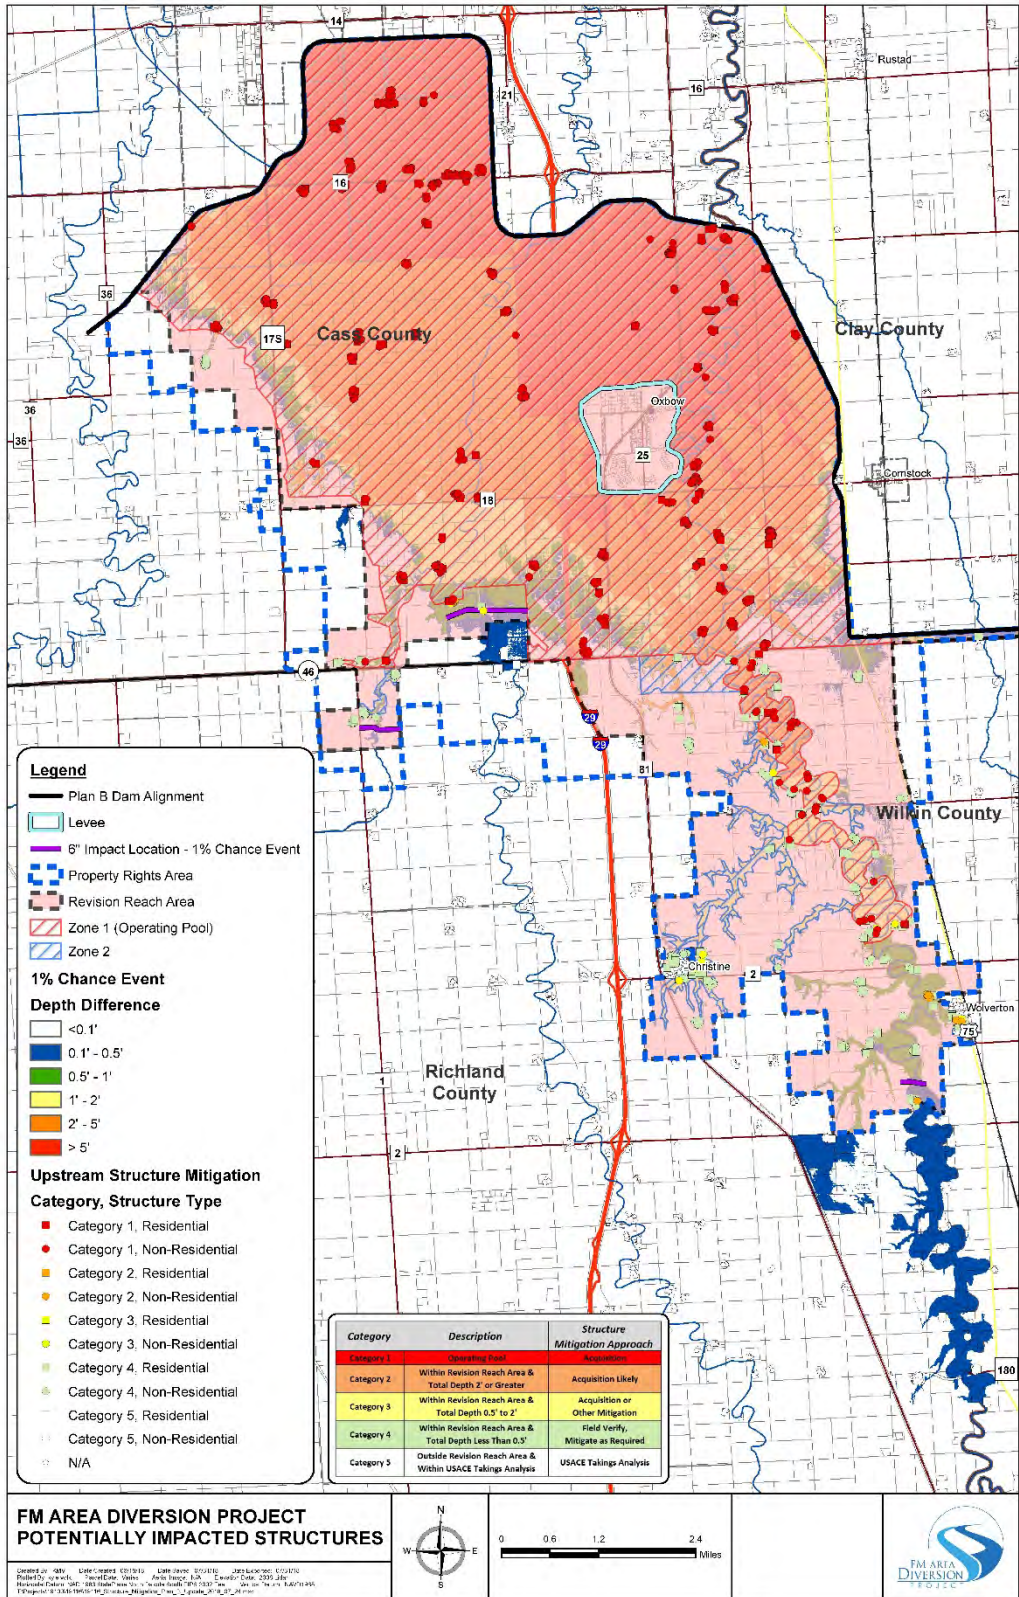 14
Rustad
16
21
16
36
Cass County
Clay County
17S
36
36
Oxbow
25
Comstock
18
46
29
29
81
Wilkin County
Christine
2
Wolverton
75
Richland
County
1
2
180
Legend
Plan B Dam Alignment
Levee
6" Impact Location - 1% Chance Event
Property Rights Area
Revision Reach Area
Zone 1 (Operating Pool)
Zone 2
1% Chance Event
Depth Difference
<0.1'
0.1' - 0.5'
0.5' - 1'
1' - 2'
2' - 5'
> 5'
Upstream Structure Mitigation
Category, Structure Type
Category 1, Residential
Category 1, Non-Residential
Category 2, Residential
Category 2, Non-Residential
Category 3, Residential
Category 3, Non-Residential
Category 4, Residential
Category 4, Non-Residential
Category 5, Residential
Category 5, Non-Residential
N/A
Category Description Structure Mitigation Approach
Category 1 Operating Pool Acquisition
Category 2 Within Revision Reach Area & Total Depth 2' or Greater Acquisition Likely
Category 3 Within Revision Reach Area & Total Depth 0.5' to 2' Acquisition or Other Mitigation
Category 4 Within Revision Reach Area & Total Depth Less Than 0.5' Field Verify, Mitigate as Required
Category 5 Outside Revision Reach Area & Within USACE Takings Analysis USACE Takings Analysis
FM AREA DIVERSION PROJECT
POTENTIALLY IMPACTED STRUCTURES
N
W E
S
0 0.6 1.2 2.4
Miles
FM AREA
DIVERSION
PROJECT